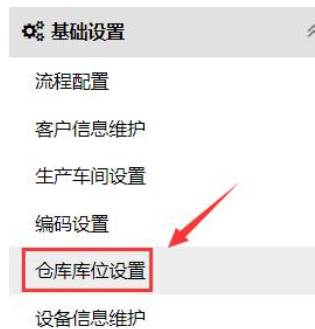 基础设置
流程配置
客户信息维护
生产车间设置
编码设置
仓库库位设置
设备信息维护